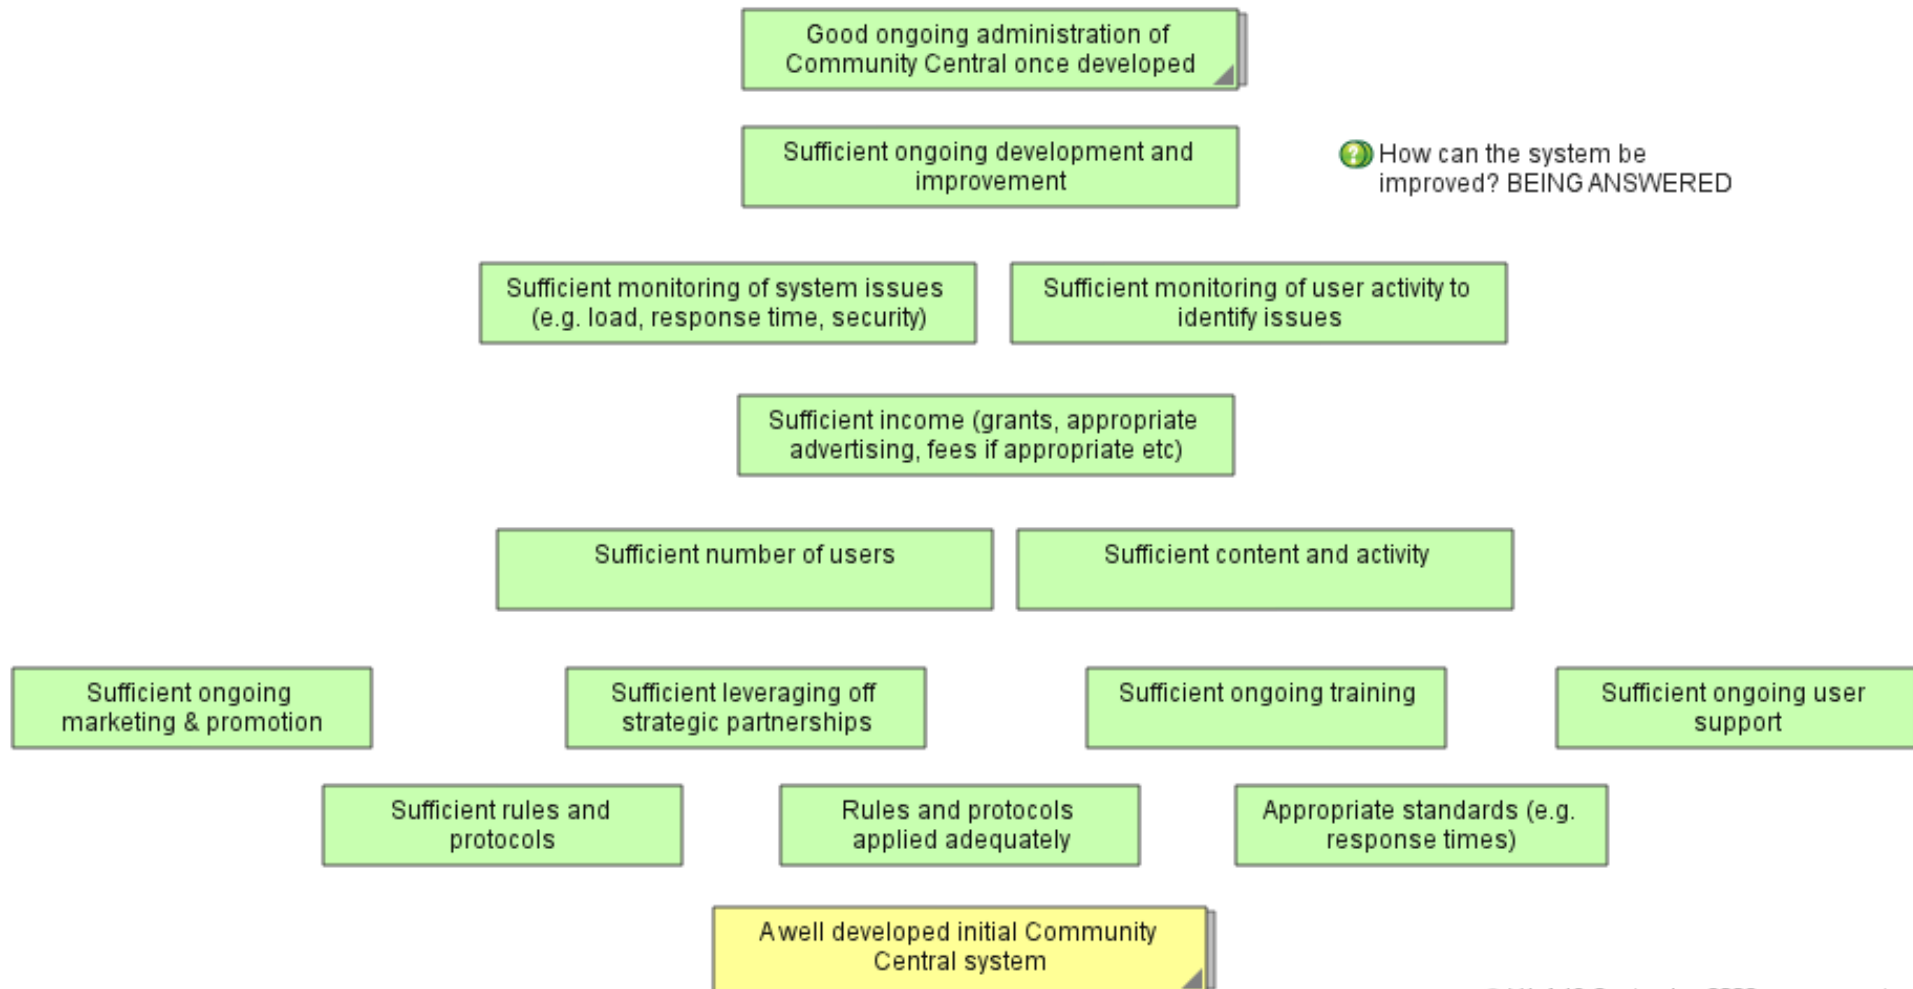 Good ongoing administration of
Community Central once developed
Sufficient ongoing development and
improvement
How can the system be
improved? BEING ANSWERED
Sufficient monitoring of system issues
(e.g. load, response time, security)
Sufficient monitoring of user activity to
identify issues
Sufficient income (grants, appropriate
advertising, fees if appropriate etc)
Sufficient number of users
Sufficient content and activity
Sufficient ongoing
marketing & promotion
Sufficient leveraging off
strategic partnerships
Sufficient ongoing training
Sufficient ongoing user
support
Sufficient rules and
protocols
Rules and protocols
applied adequately
Appropriate standards (e.g.
response times)
A well developed initial Community
Central system